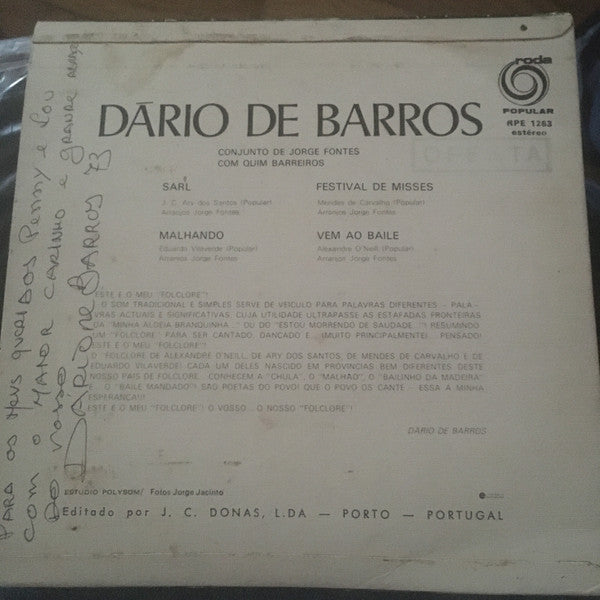 roda
POPULAR
RPE 1263
estéreo
DÁRIO DE BARROS
CONJUNTO DE JORGE FONTES
COM QUIM BARREIROS
SARL
J. C. Ary dos Santos (Popular)
Arranjos Jorge Fontes
FESTIVAL DE MISSES
Mendes de Carvalho (Popular)
Arranjos Jorge Fontes
MALHANDO
Eduardo Vilaverde (Popular)
Arranjos Jorge Fontes
VEM AO BAILE
Alexandre O'Neill (Popular)
Arranjos Jorge Fontes
ESTE É O MEU "FOLCLORE"!
O SOM TRADICIONAL E SIMPLES SERVE DE VEICULO PARA PALAVRAS DIFERENTES - PALA-
VRAS ACTUAIS E SIGNIFICATIVAS, CUJA UTILIDADE ULTRAPASSE AS ESTAFADAS FRONTEIRAS
DA "MINHA ALDEIA BRANQUINHA..." OU DO "ESTOU MORRENDO DE SAUDADE..."! RESUMINDO:
UM "FOLCLORE" PARA SER CANTADO, DANÇADO E... (MUITO PRINCIPALMENTE)... PENSADO!
ESTE É O MEU "FOLCLORE"!
O "FOLCLORE DE ALEXANDRE O'NEILL, DE ARY DOS SANTOS, DE MENDES DE CARVALHO E DE
EDUARDO VILAVERDE! CADA UM DELES NASCIDO EM PROVINCIAS BEM DIFERENTES DESTE
NOSSO PAIS DE FOLCLORE... CONHECEM A "CHULA", O "MALHÃO", O "BAILINHO DA MADEIRA"
E O "BAILE MANDADO"! SÃO POETAS DO POVO! QUE O POVO OS CANTE - ESSA A MINHA
ESPERANÇA!!!
ESTE É O MEU "FOLCLORE"! O VOSSO... O NOSSO "FOLCLORE"!
DÁRIO DE BARROS
ESTUDIO POLYSOM/ Fotos Jorge Jacinto
Editado por J. C. DONAS, L.DA — PORTO — PORTUGAL
PARA OS MEUS QUERIDOS PENNY E LOU
COM O MAIOR CARINHO E GRANDE
DO VOSSO
DÁRIO DE BARROS 73